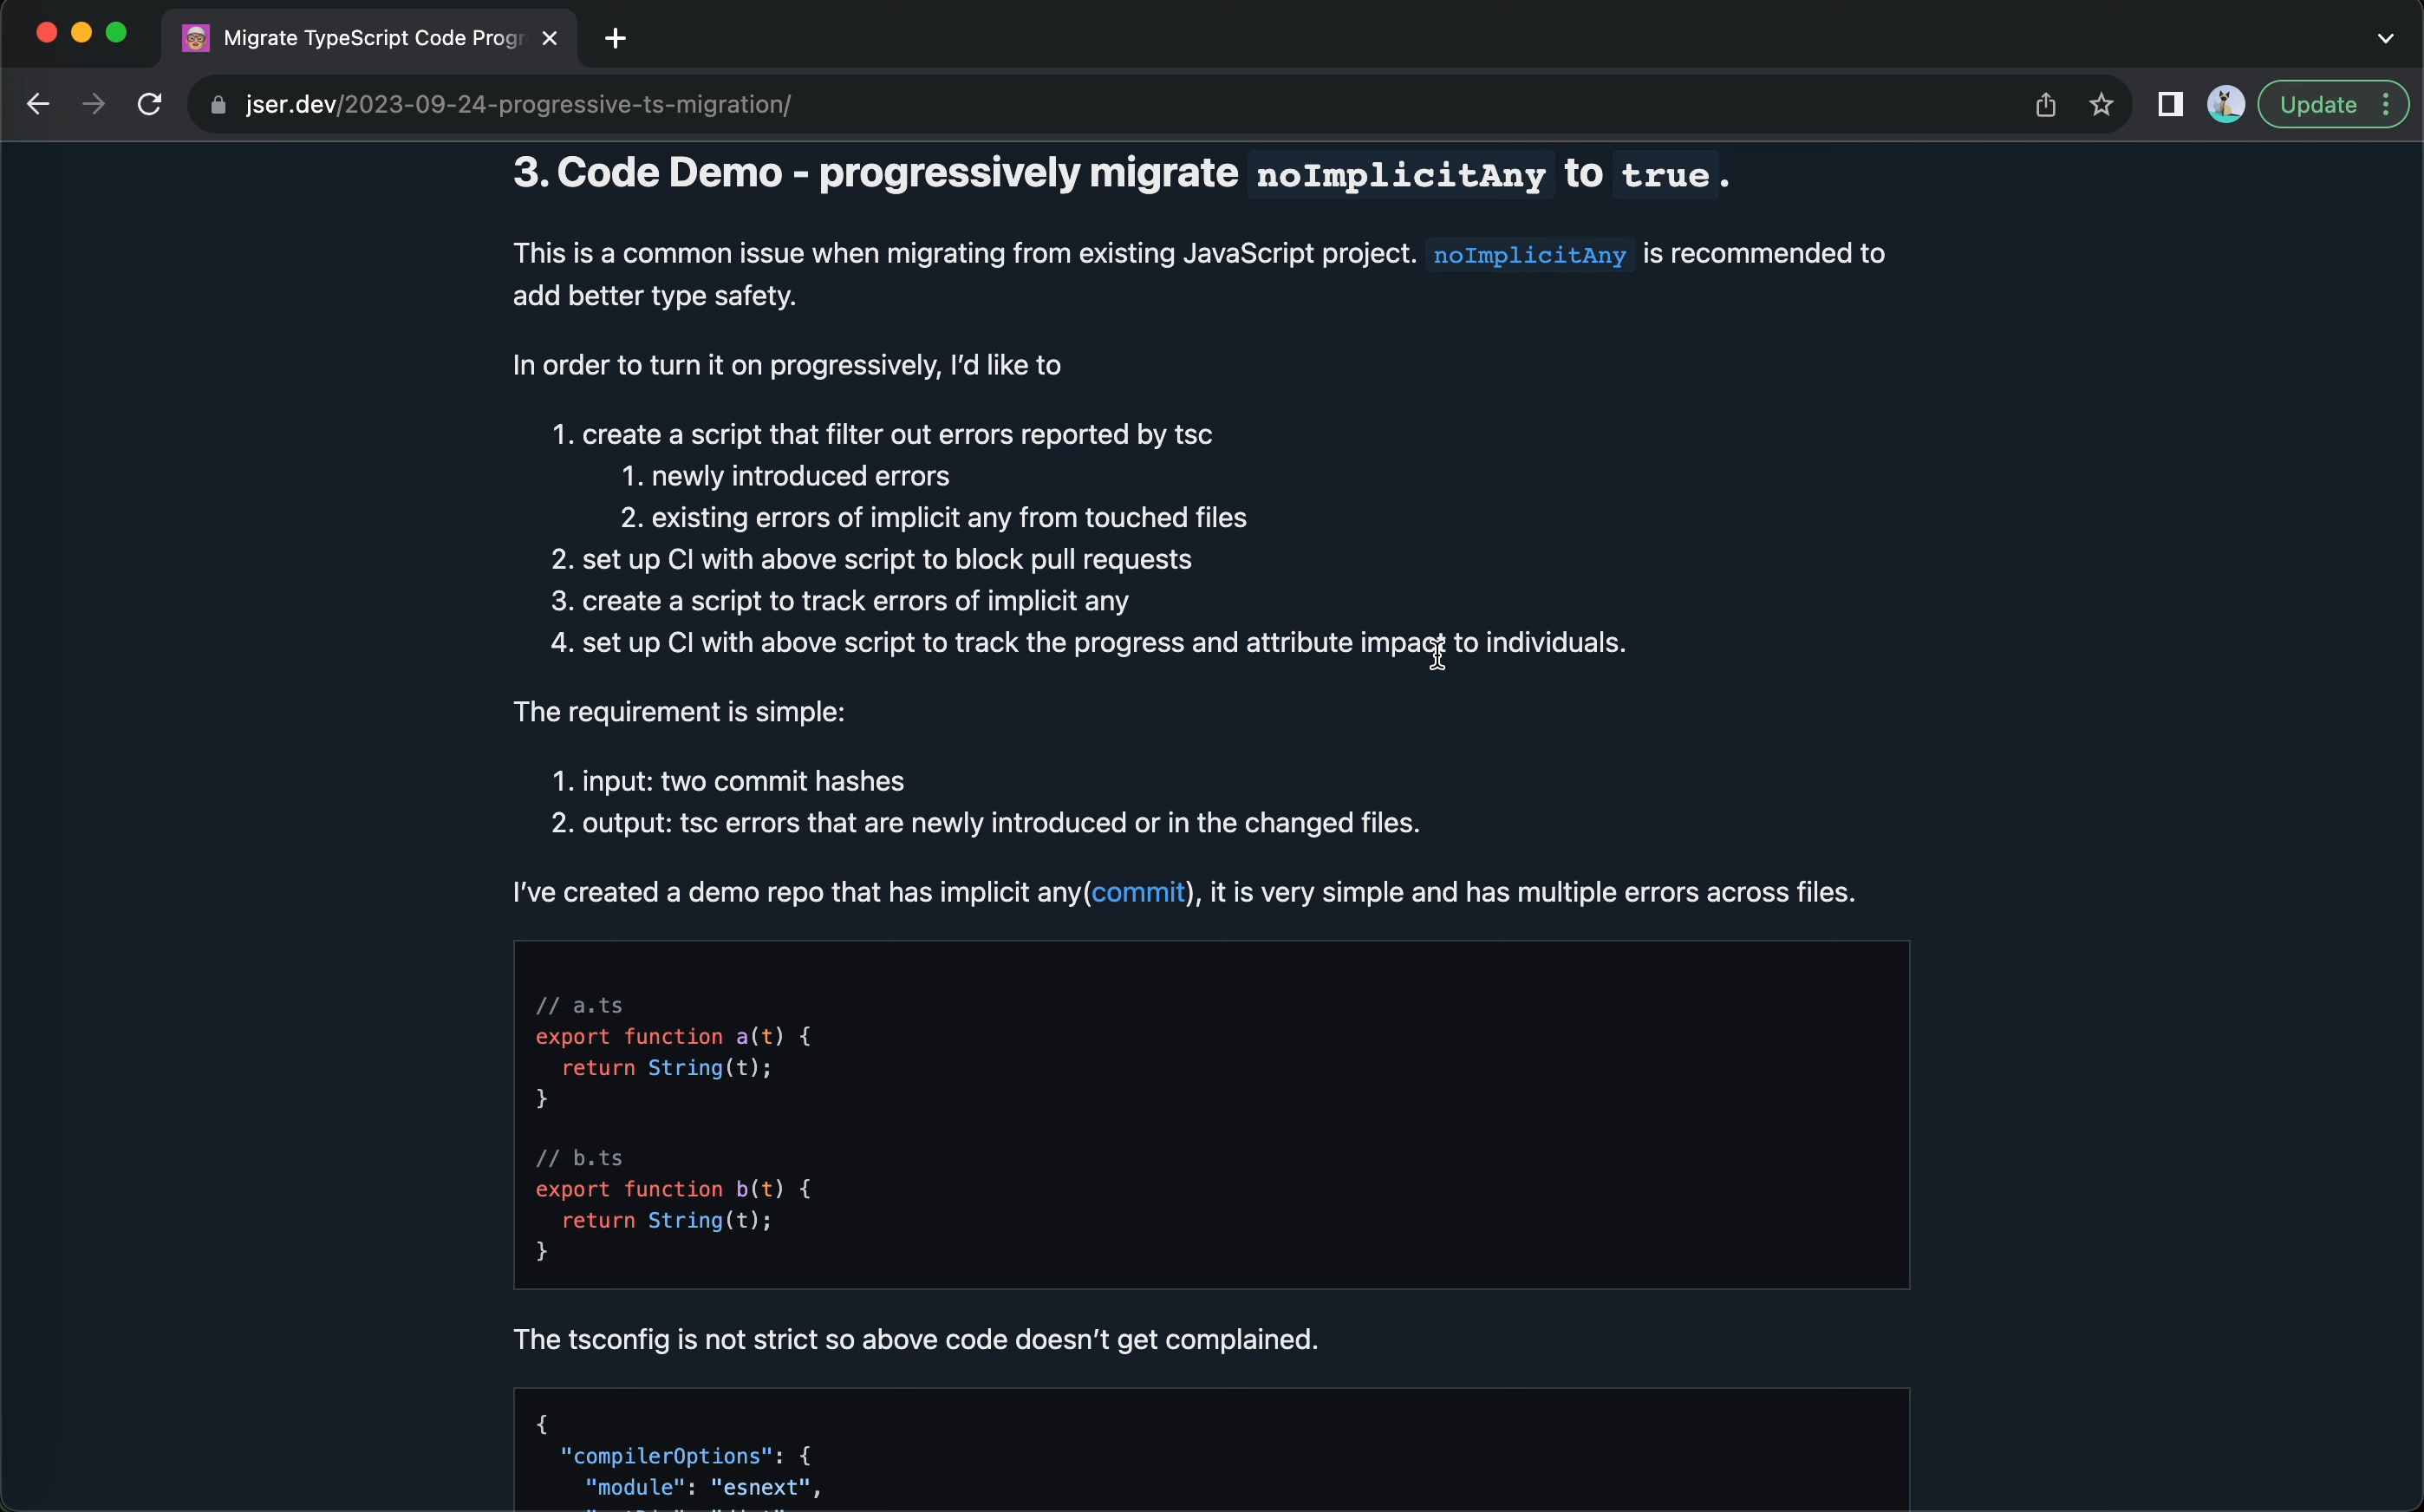 Migrate TypeScript Code Progr
jser.dev/2023-09-24-progressive-ts-migration/
Update
3. Code Demo - progressively migrate noImplicitAny to true.
This is a common issue when migrating from existing JavaScript project. noImplicitAny is recommended to
add better type safety.
In order to turn it on progressively, I’d like to
1. create a script that filter out errors reported by tsc
1. newly introduced errors
2. existing errors of implicit any from touched files
2. set up CI with above script to block pull requests
3. create a script to track errors of implicit any
4. set up CI with above script to track the progress and attribute impact to individuals.
The requirement is simple:
1. input: two commit hashes
2. output: tsc errors that are newly introduced or in the changed files.
I’ve created a demo repo that has implicit any(commit), it is very simple and has multiple errors across files.
// a.ts
export function a(t) {
return String(t);
}
// b.ts
export function b(t) {
return String(t);
}
The tsconfig is not strict so above code doesn’t get complained.
{
"compilerOptions": {
"module": "esnext",